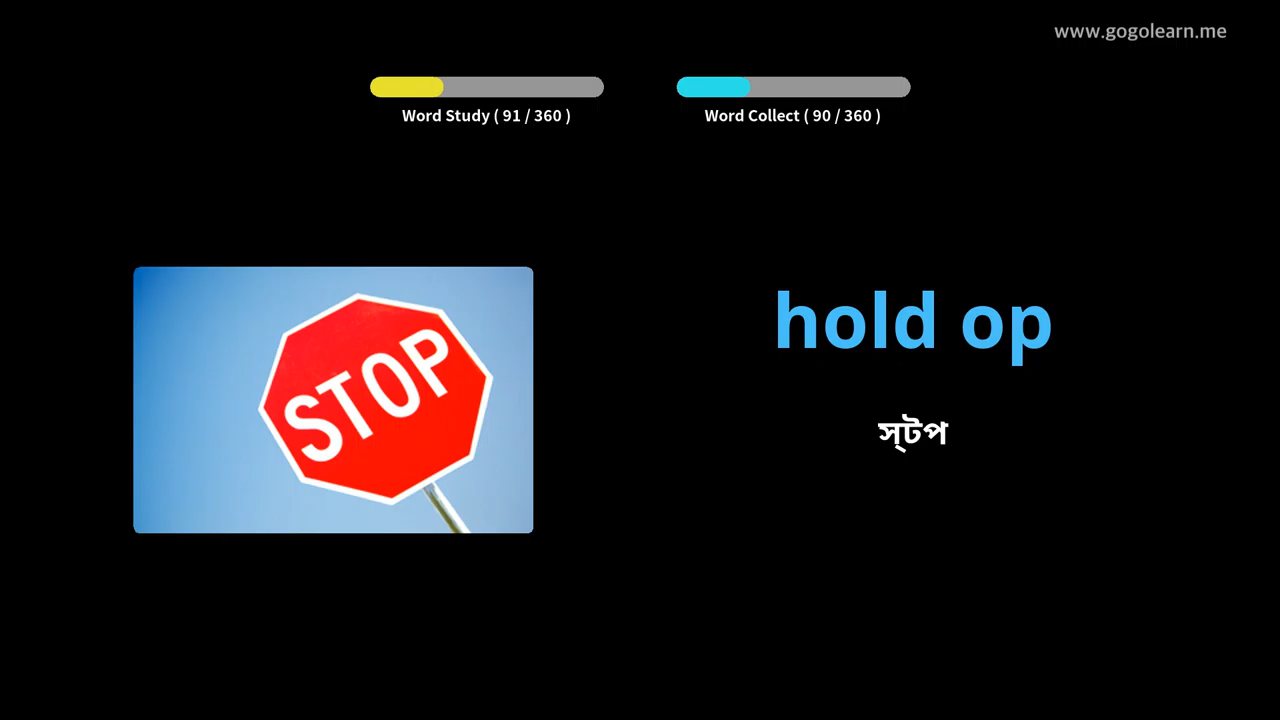 www.gogolearn.me
Word Study ( 91 / 360 )
Word Collect ( 90 / 360 )
STOP
hold op
স্টপ